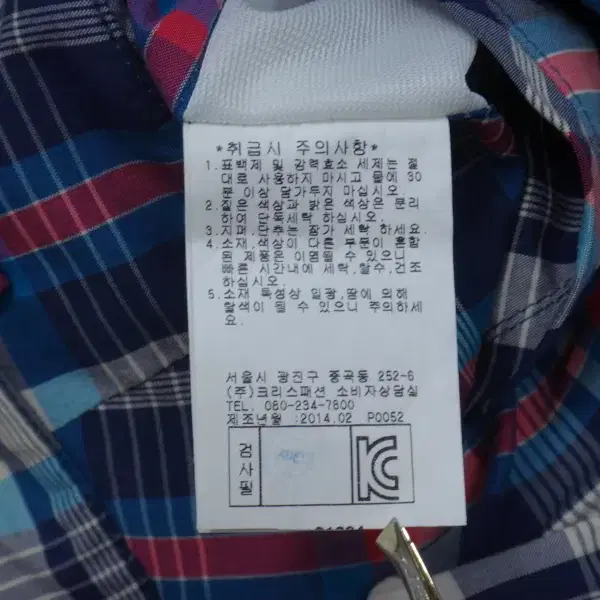 *취급시 주의사항*
1.표백제 및 강력효소 세제는 절
대로 사용하지 마시고 물에 30
분 이상 담가두지 마십시오.
2.짙은 색상과 밝은 색상은 분리
하여 단독세탁 하십시오.
3.지퍼,단추는 잠가 세탁 하세요.
4.소재,색상이 다른 부분이 혼합
된 제품은 이염될 수 있으니
빠른 시간내에 세탁,탈수,건조
하십시오.
5.소재 특성상 일광,땀에 의해
탈색이 될 수 있으니 주의하세
요.
서울시 광진구 중곡동 252-6
(주)크리스패션 소비자상담실
TEL. 080-234-7800
제조년월 :2014.02 P0052
검사필
KC